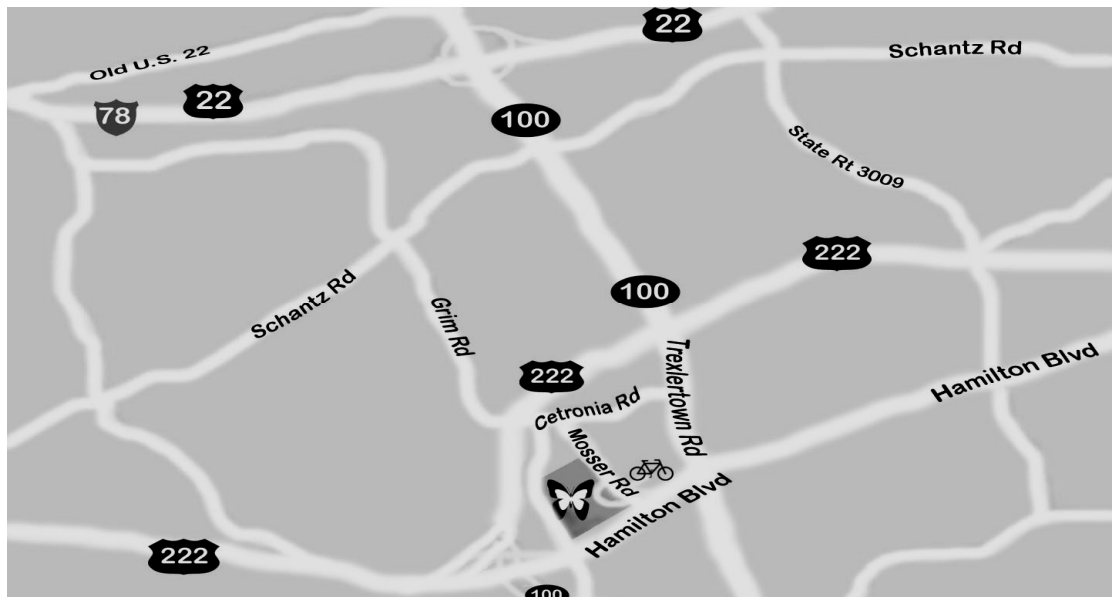 22
Schantz Rd
Old U.S. 22
22
78
100
State Rt 3009
222
100
Schantz Rd
Grim Rd
Trexlertown Rd
Hamilton Blvd
222
Cetronia Rd
Mosser Rd
Hamilton Blvd
222
100